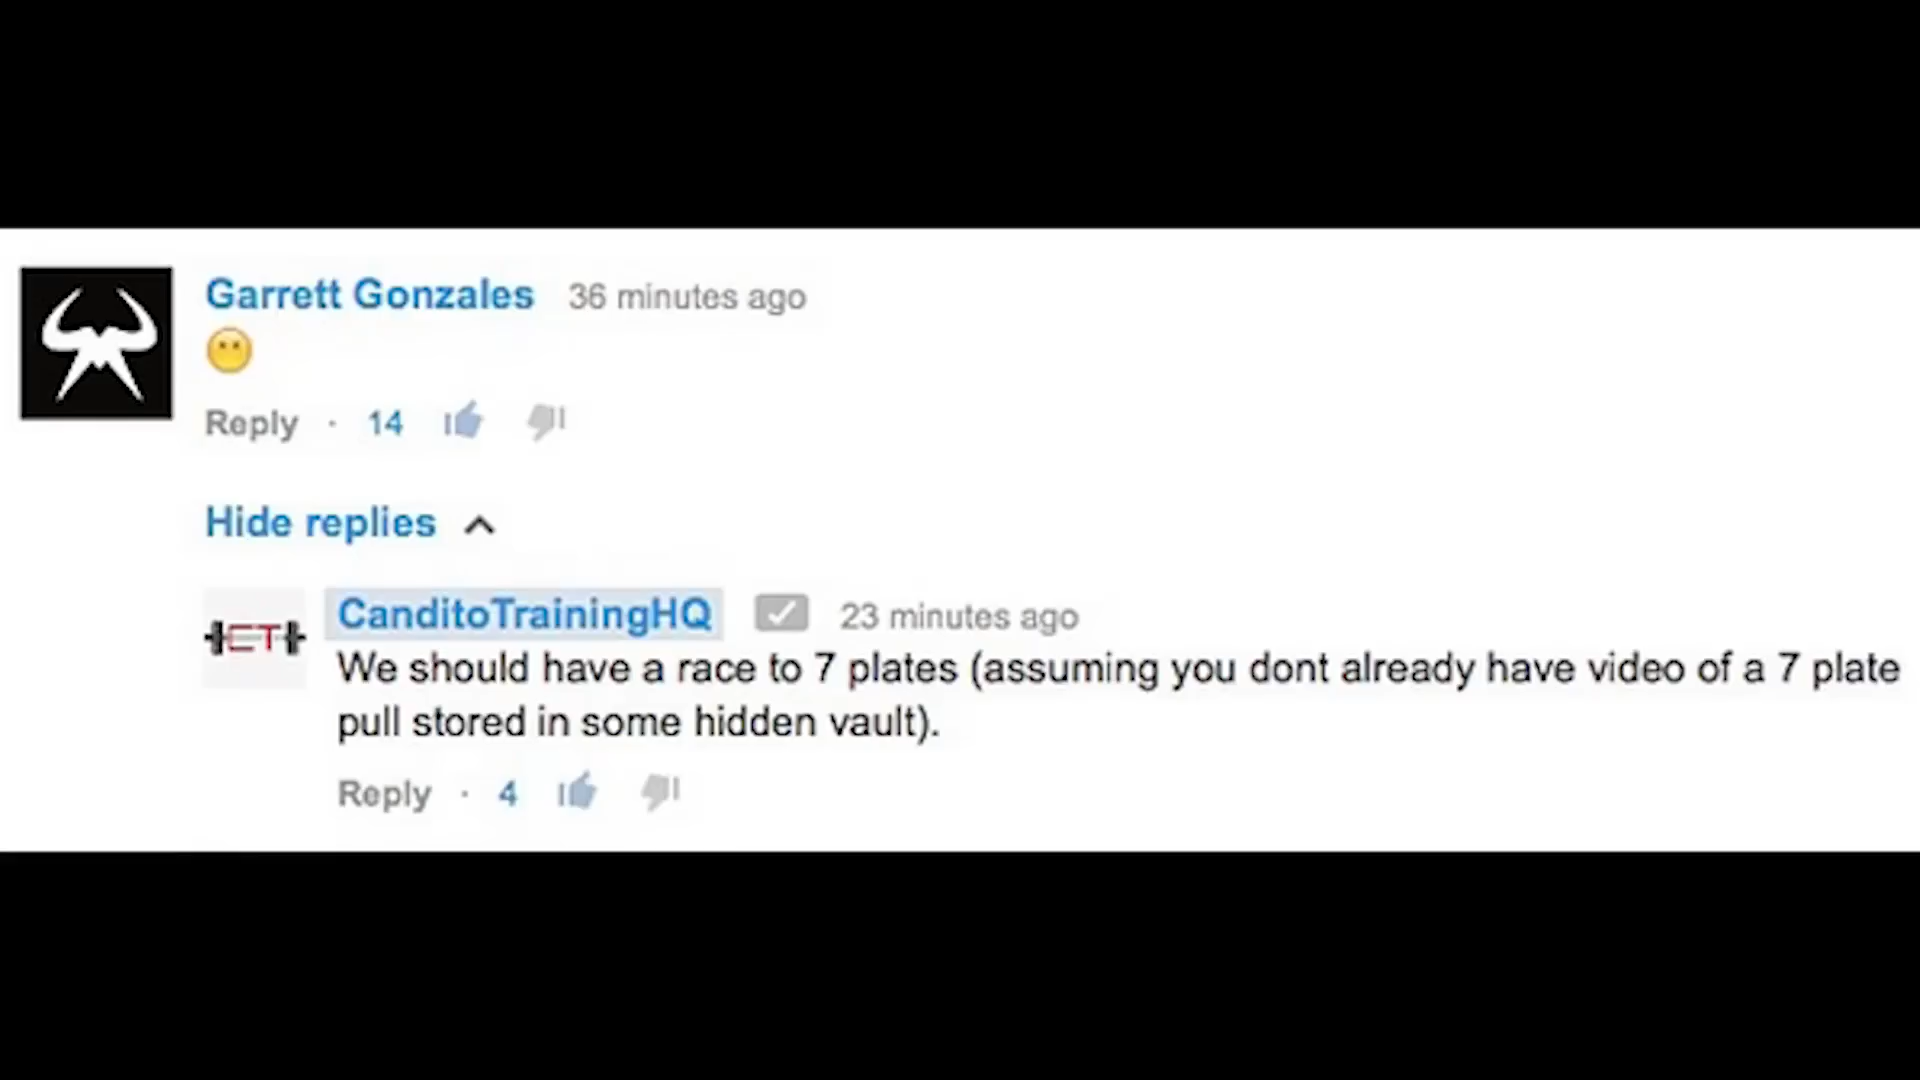 Garrett Gonzales 36 minutes ago
😶
Reply · 14
Hide replies
CT
CanditoTrainingHQ 23 minutes ago
We should have a race to 7 plates (assuming you dont already have video of a 7 plate
pull stored in some hidden vault).
Reply · 4